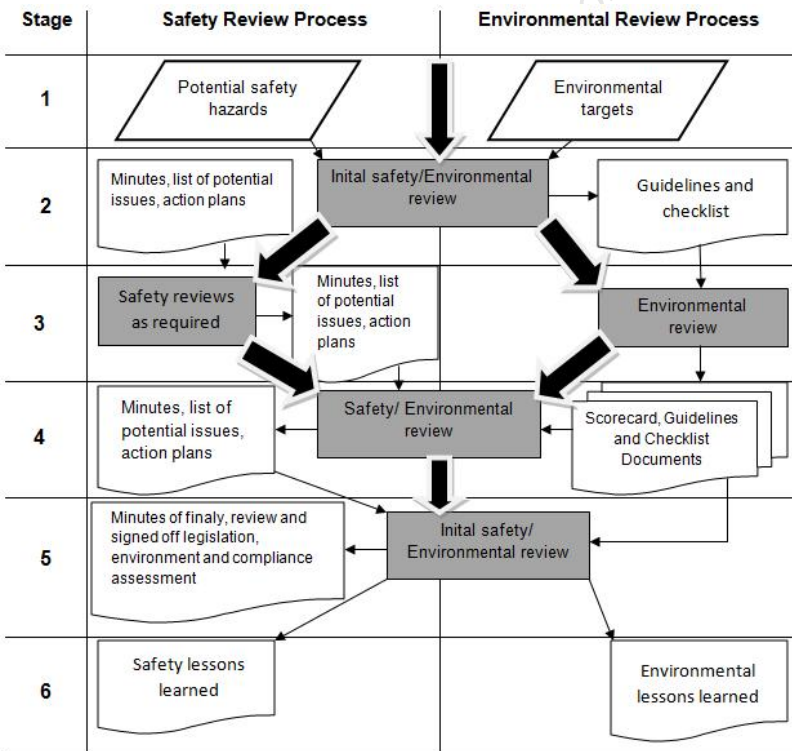 Stage
Safety Review Process
Environmental Review Process
1
Potential safety
hazards
Environmental
targets
2
Minutes, list of potential
issues, action plans
Inital safety/Environmental
review
Guidelines and
checklist
3
Safety reviews
as required
Minutes, list
of potential
issues, action
plans
Environmental
review
4
Minutes, list of
potential issues,
action plans
Safety/ Environmental
review
Scorecard, Guidelines
and Checklist
Documents
5
Minutes of finaly, review and
signed off legislation,
environment and compliance
assessment
Inital safety/
Environmental review
6
Safety lessons
learned
Environmental
lessons learned